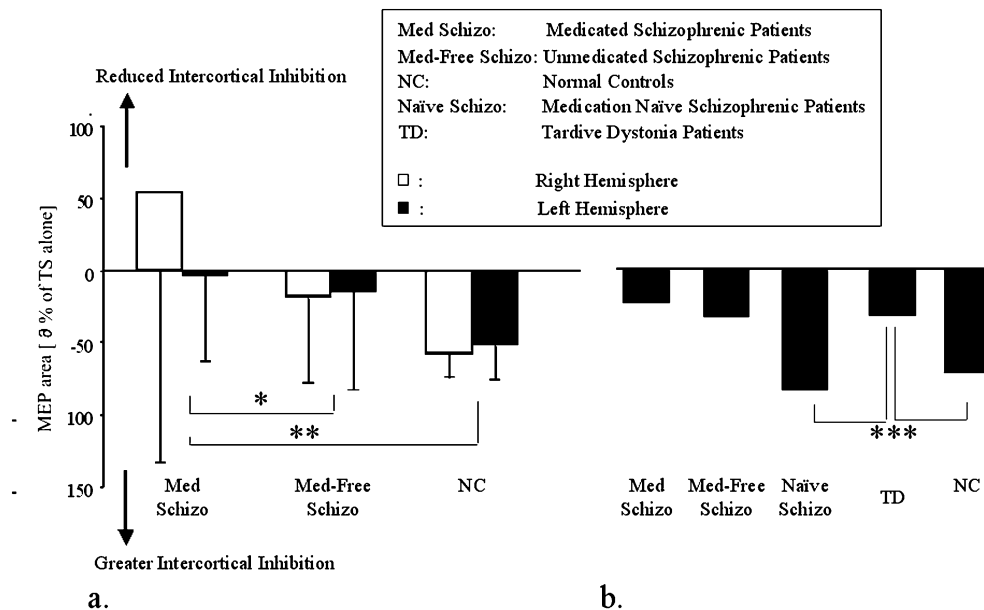 Med Schizo: Medicated Schizophrenic Patients
Med-Free Schizo: Unmedicated Schizophrenic Patients
NC: Normal Controls
Naïve Schizo: Medication Naïve Schizophrenic Patients
TD: Tardive Dystonia Patients
: Right Hemisphere
: Left Hemisphere
Reduced Intercortical Inhibition
MEP area [ ∂ % of TS alone]
100
50
0
-50
100
150
*
**
***
Med
Schizo
Med-Free
Schizo
NC
Med
Schizo
Med-Free
Schizo
Naïve
Schizo
TD
NC
Greater Intercortical Inhibition
a.
b.